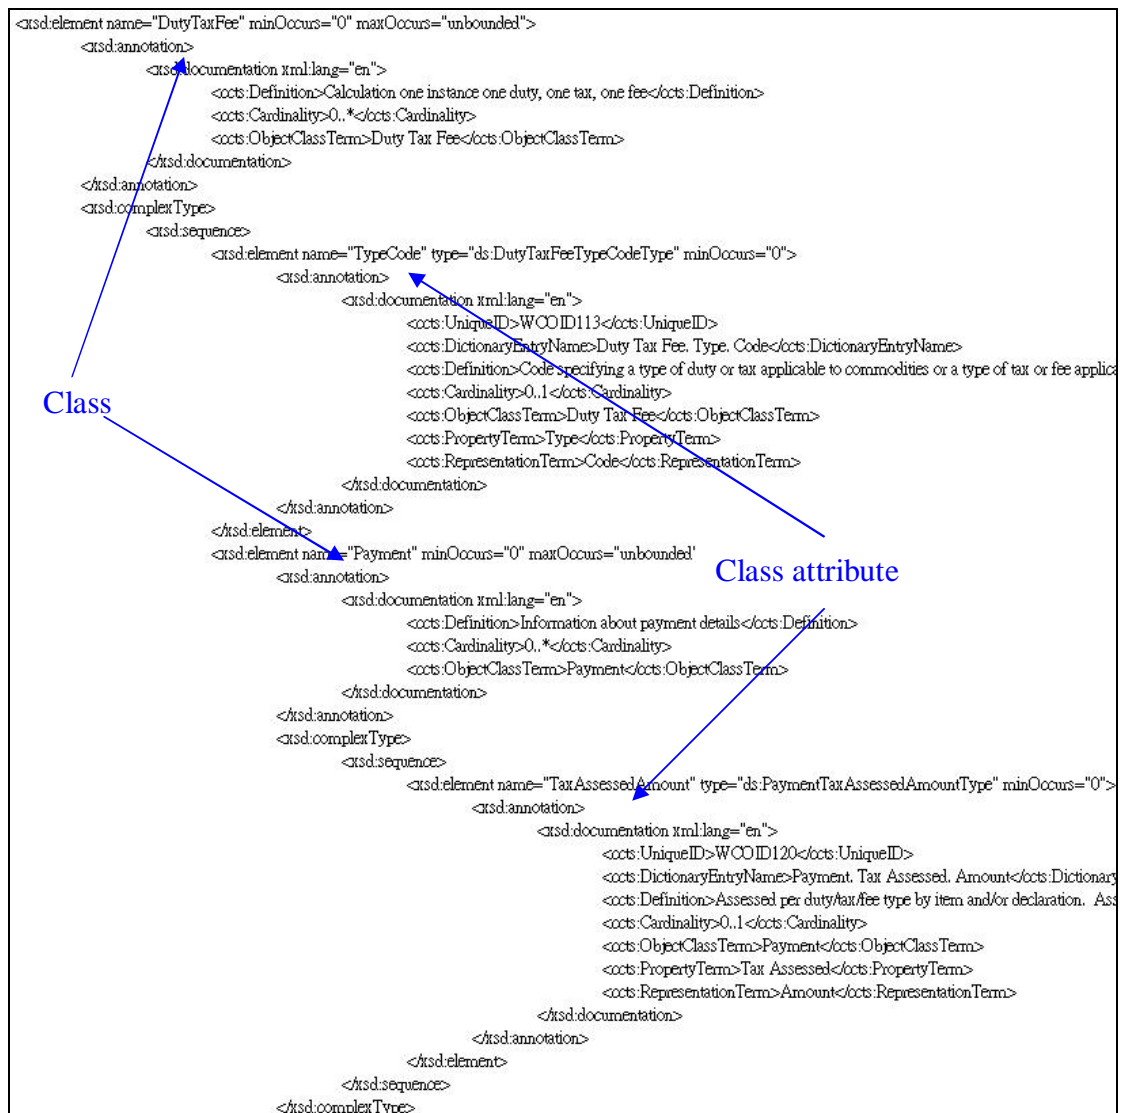 <xsd:element name="DutyTaxFee" minOccurs="0" maxOccurs="unbounded">
<xsd:annotation>
<xsd:documentation xml:lang="en">
<ccts:Definition>Calculation one instance one duty, one tax, one fee</ccts:Definition>
<ccts:Cardinality>0..*</ccts:Cardinality>
<ccts:ObjectClassTerm>Duty Tax Fee</ccts:ObjectClassTerm>
</xsd:documentation>
</xsd:annotation>
<xsd:complexType>
<xsd:sequence>
<xsd:element name="TypeCode" type="ds:DutyTaxFeeTypeCodeType" minOccurs="0">
<xsd:annotation>
<xsd:documentation xml:lang="en">
<ccts:UniqueID>WCOID113</ccts:UniqueID>
<ccts:DictionaryEntryName>Duty Tax Fee. Type. Code</ccts:DictionaryEntryName>
<ccts:Definition>Code specifying a type of duty or tax applicable to commodities or a type of tax or fee applica
<ccts:Cardinality>0..1</ccts:Cardinality>
Class
<ccts:ObjectClassTerm>Duty Tax Fee</ccts:ObjectClassTerm>
<ccts:PropertyTerm>Type</ccts:PropertyTerm>
<ccts:RepresentationTerm>Code</ccts:RepresentationTerm>
</xsd:documentation>
</xsd:annotation>
</xsd:element>
<xsd:element name="Payment" minOccurs="0" maxOccurs="unbounded"
Class attribute
<xsd:annotation>
<xsd:documentation xml:lang="en">
<ccts:Definition>Information about payment details</ccts:Definition>
<ccts:Cardinality>0..*</ccts:Cardinality>
<ccts:ObjectClassTerm>Payment</ccts:ObjectClassTerm>
</xsd:documentation>
</xsd:annotation>
<xsd:complexType>
<xsd:sequence>
<xsd:element name="TaxAssessedAmount" type="ds:PaymentTaxAssessedAmountType" minOccurs="0">
<xsd:annotation>
<xsd:documentation xml:lang="en">
<ccts:UniqueID>WCOID120</ccts:UniqueID>
<ccts:DictionaryEntryName>Payment. Tax Assessed. Amount</ccts:Dictionary
<ccts:Definition>Assessed per duty/tax/fee type by item and/or declaration. Ass
<ccts:Cardinality>0..1</ccts:Cardinality>
<ccts:ObjectClassTerm>Payment</ccts:ObjectClassTerm>
<ccts:PropertyTerm>Tax Assessed</ccts:PropertyTerm>
<ccts:RepresentationTerm>Amount</ccts:RepresentationTerm>
</xsd:documentation>
</xsd:annotation>
</xsd:element>
</xsd:sequence>
</xsd:complexType>